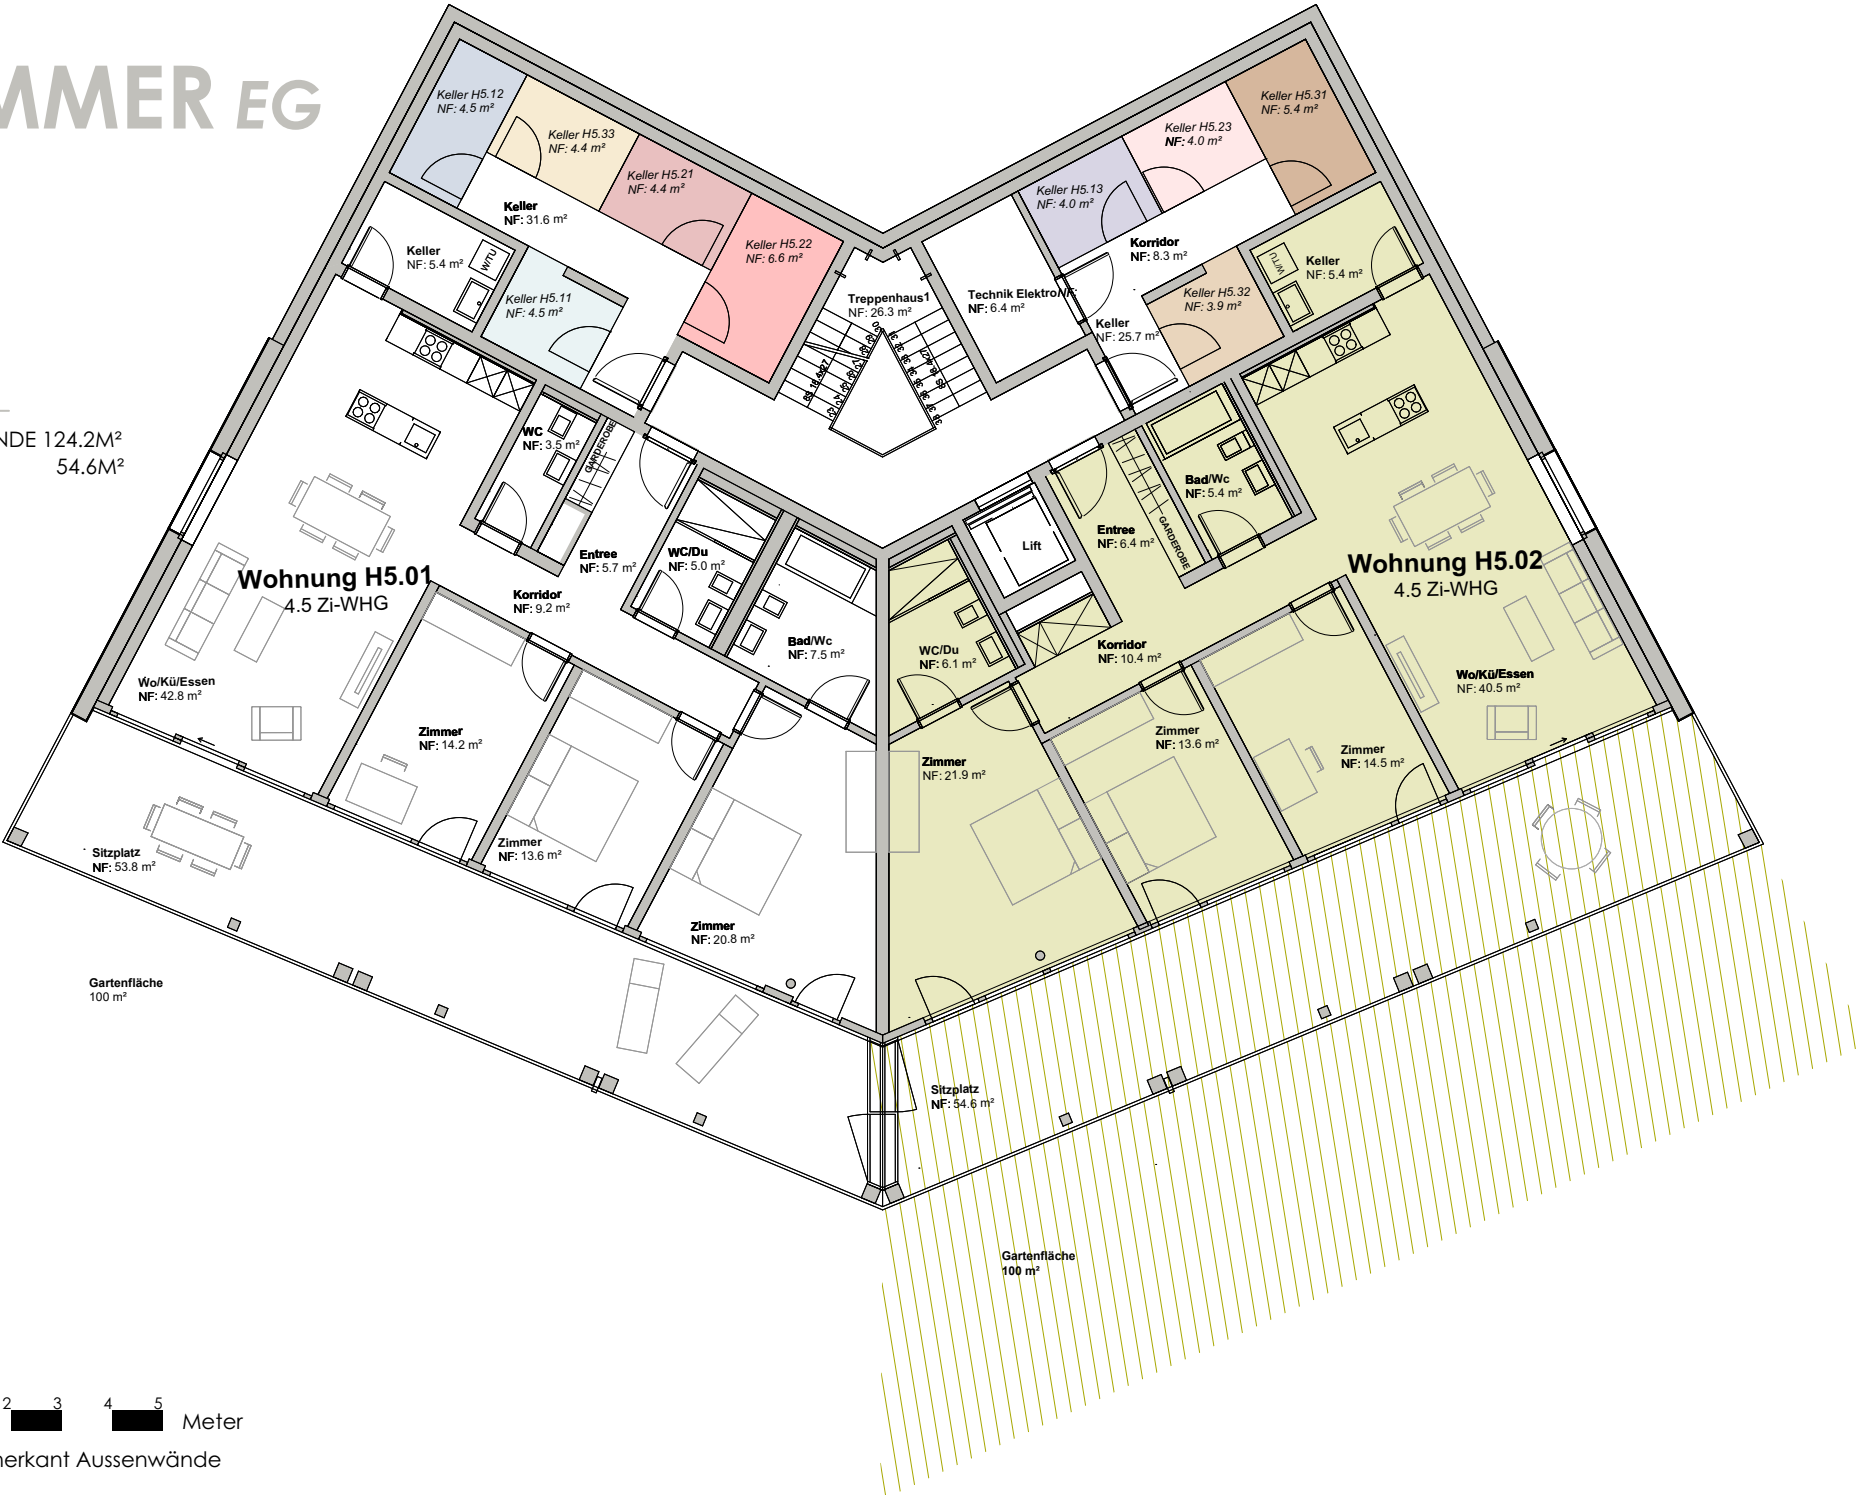 MMER EG
NDE 124.2M²
54.6M²
Keller H5.12
NF: 4.5 m²
Keller H5.33
NF: 4.4 m²
Keller H5.21
NF: 4.4 m²
Keller H5.22
NF: 6.6 m²
Keller
NF: 31.6 m²
Keller
NF: 5.4 m²
W/TU
Keller H5.11
NF: 4.5 m²
Treppenhaus1
NF: 26.3 m²
Technik Elektro NF:
NF: 6.4 m²
Keller H5.13
NF: 4.0 m²
Keller H5.23
NF: 4.0 m²
Keller H5.31
NF: 5.4 m²
Korridor
NF: 8.3 m²
Keller H5.32
NF: 3.9 m²
Keller
NF: 25.7 m²
W/TU
Keller
NF: 5.4 m²
WC
NF: 3.5 m²
GARDEROBE
Entree
NF: 5.7 m²
WC/Du
NF: 5.0 m²
Korridor
NF: 9.2 m²
Bad/Wc
NF: 7.5 m²
Wohnung H5.01
4.5 Zi-WHG
Wo/Kü/Essen
NF: 42.8 m²
Zimmer
NF: 14.2 m²
Zimmer
NF: 13.6 m²
Zimmer
NF: 20.8 m²
Sitzplatz
NF: 53.8 m²
Gartenfläche
100 m²
Lift
Entree
NF: 6.4 m²
GARDEROBE
Bad/Wc
NF: 5.4 m²
WC/Du
NF: 6.1 m²
Korridor
NF: 10.4 m²
Wohnung H5.02
4.5 Zi-WHG
Wo/Kü/Essen
NF: 40.5 m²
Zimmer
NF: 21.9 m²
Zimmer
NF: 13.6 m²
Zimmer
NF: 14.5 m²
Sitzplatz
NF: 54.6 m²
Gartenfläche
100 m²
2 3 4 5 Meter
nerkant Aussenwände